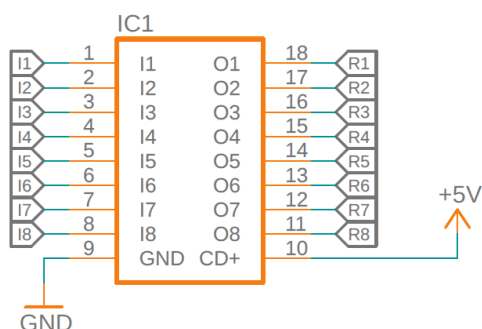 IC1
I1 1 I1 O1 18 R1
I2 2 I2 O2 17 R2
I3 3 I3 O3 16 R3
I4 4 I4 O4 15 R4
I5 5 I5 O5 14 R5
I6 6 I6 O6 13 R6
I7 7 I7 O7 12 R7
I8 8 I8 O8 11 R8
9 GND CD+ 10
+5V
GND